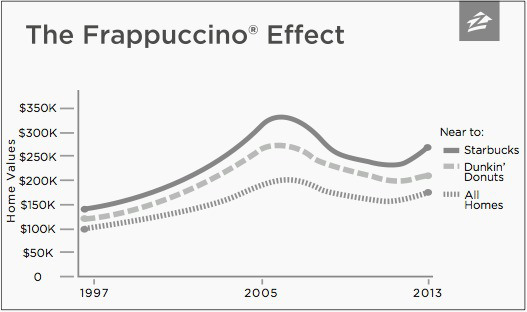 The Frappuccino® Effect
$350K
$300K
$250K
$200K
$150K
$100K
$50K
0
Home Values
1997
2005
2013
Near to:
Starbucks
Dunkin'
Donuts
All
Homes